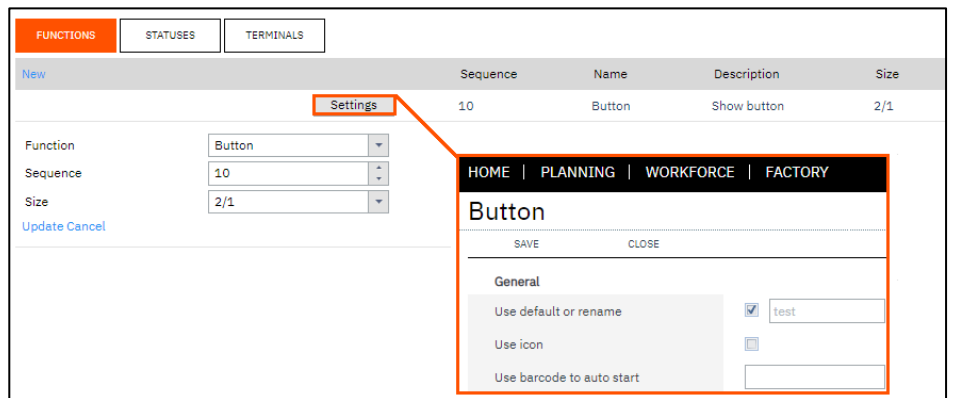 FUNCTIONS STATUSES TERMINALS
New Sequence Name Description Size
Settings 10 Button Show button 2/1
Function Button
Sequence 10
Size 2/1
Update Cancel
HOME | PLANNING | WORKFORCE | FACTORY
Button
SAVE CLOSE
General
Use default or rename test
Use icon
Use barcode to auto start